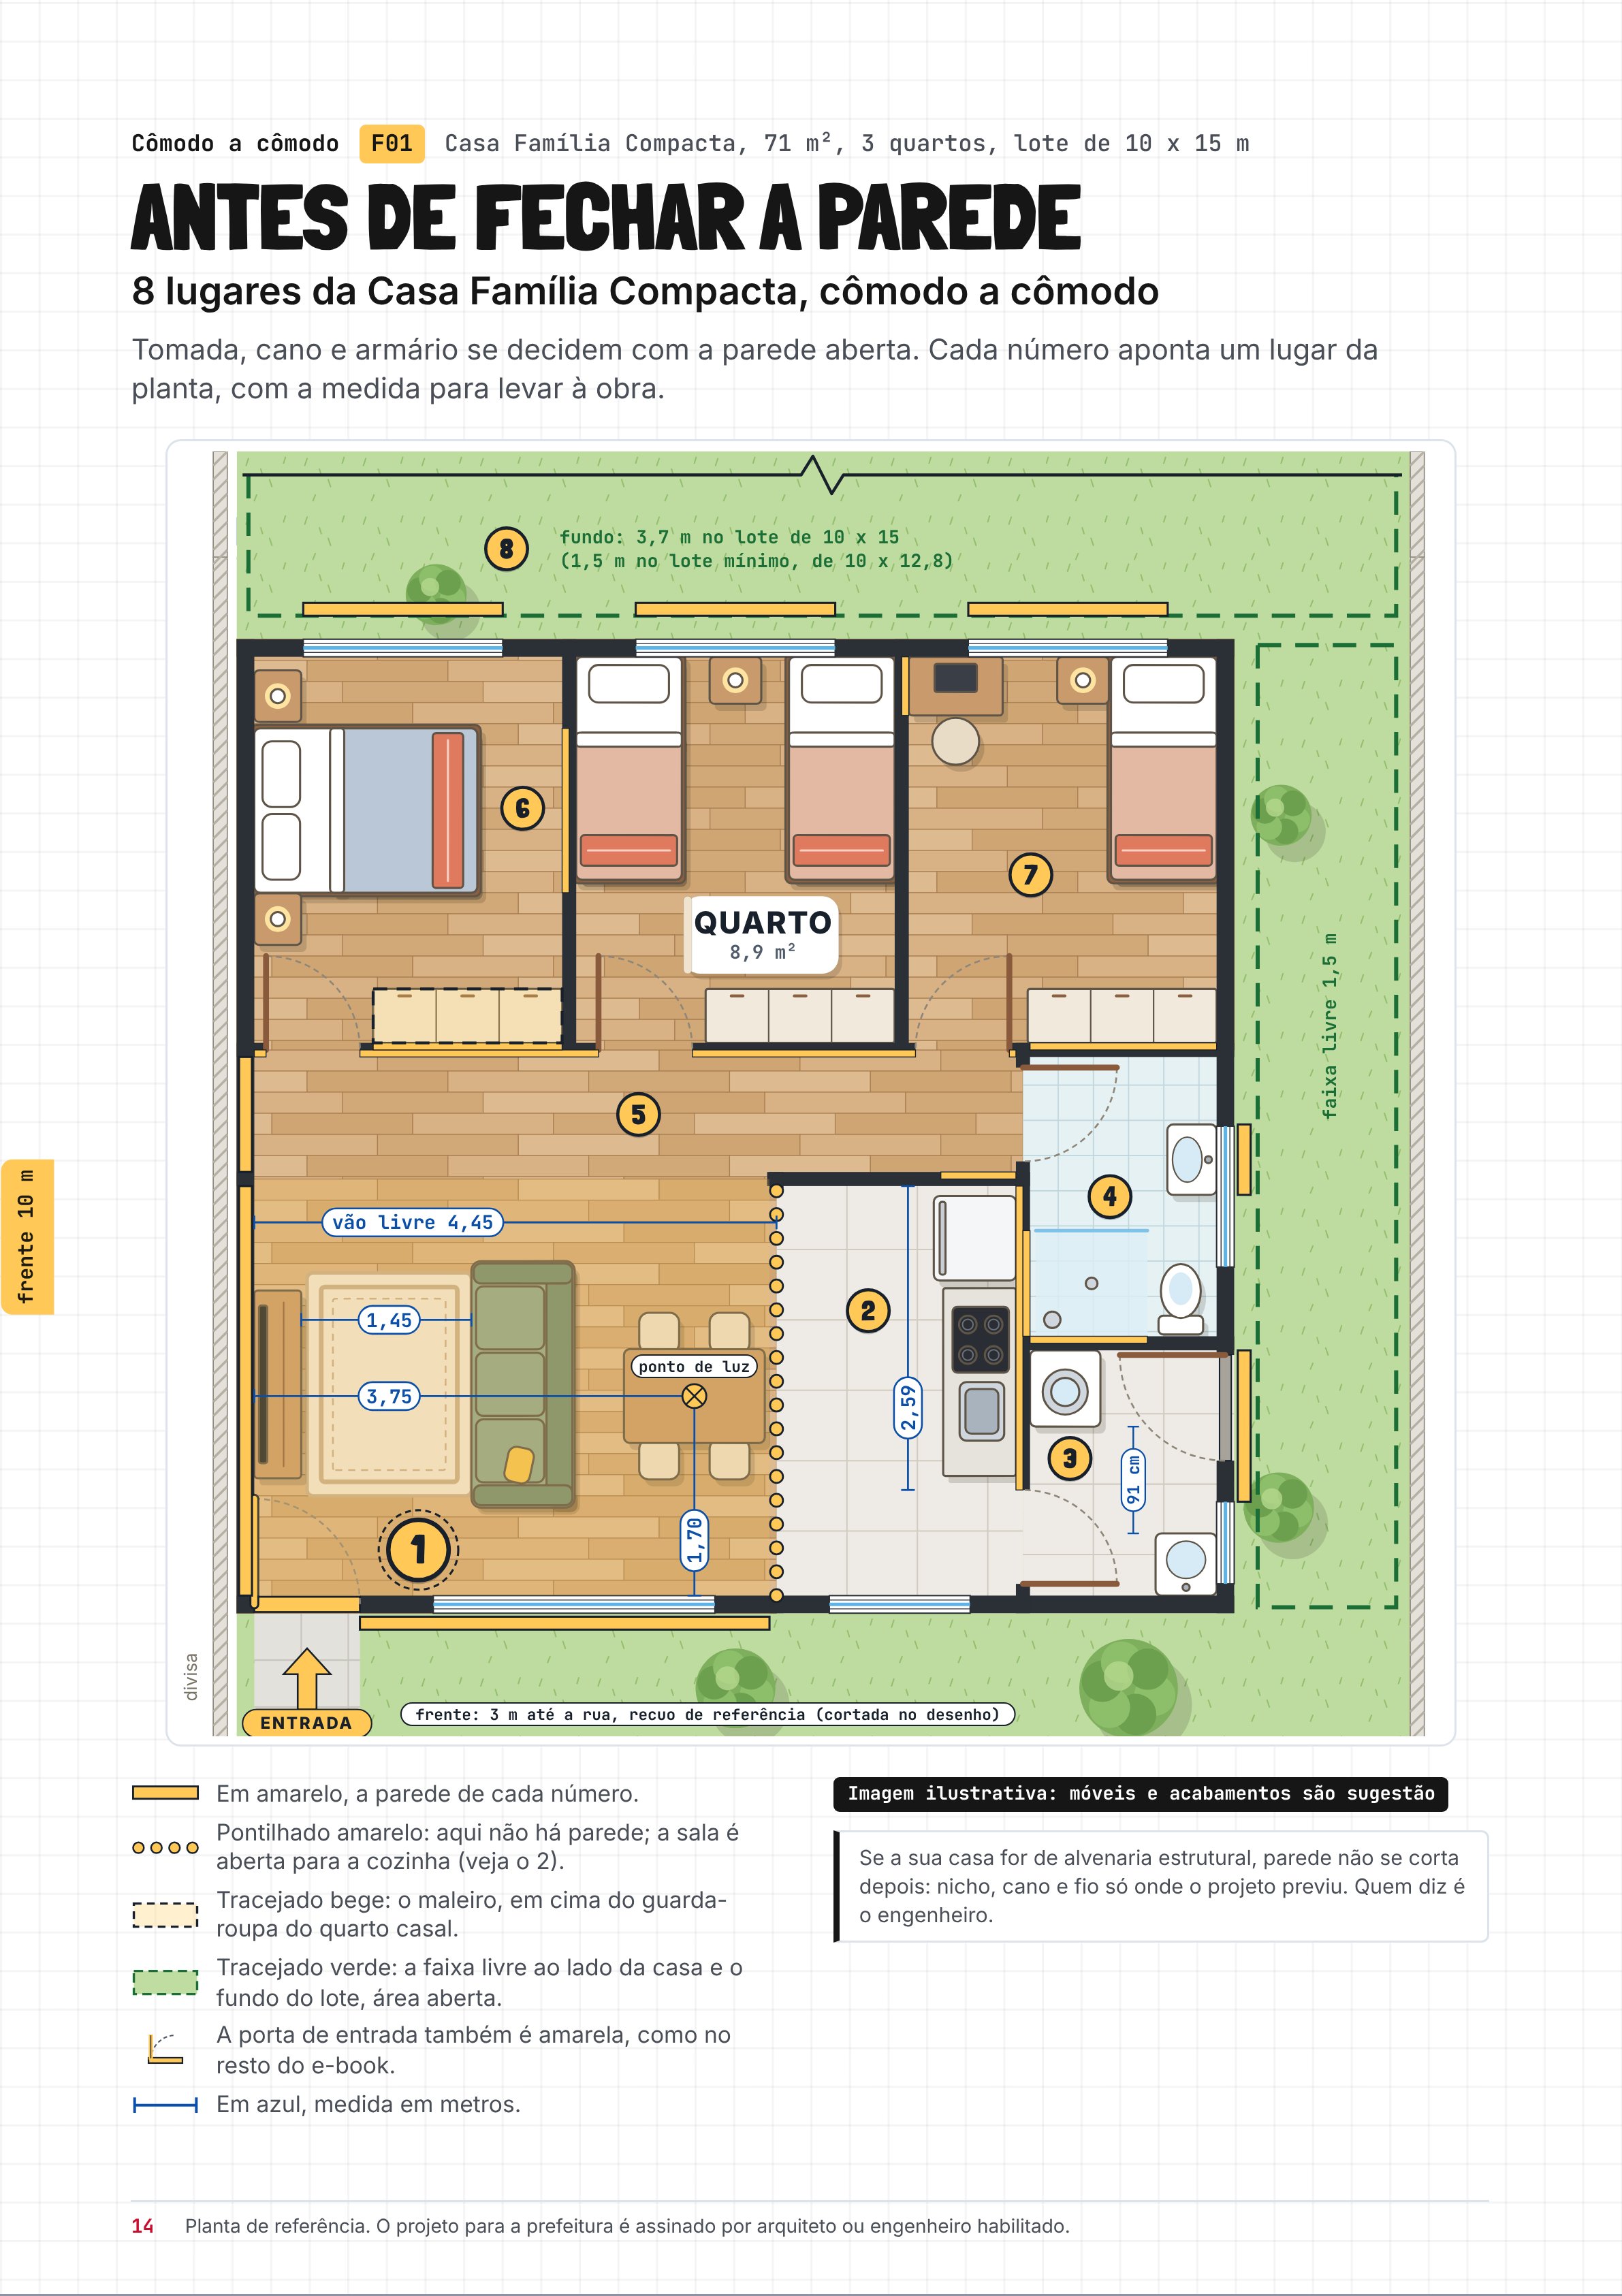 Cômodo a cômodo F01 Casa Família Compacta, 71 m², 3 quartos, lote de 10 x 15 m
ANTES DE FECHAR A PAREDE
8 lugares da Casa Família Compacta, cômodo a cômodo
Tomada, cano e armário se decidem com a parede aberta. Cada número aponta um lugar da
planta, com a medida para levar à obra.
8
fundo: 3,7 m no lote de 10 x 15
(1,5 m no lote mínimo, de 10 x 12,8)
6
7
QUARTO
8,9 m²
faixa livre 1,5 m
5
4
frente 10 m
vão livre 4,45
2
1,45
ponto de luz
3,75
2,59
3
91 cm
1
1,70
divisa
ENTRADA
frente: 3 m até a rua, recuo de referência (cortada no desenho)
Em amarelo, a parede de cada número.
Pontilhado amarelo: aqui não há parede; a sala é
aberta para a cozinha (veja o 2).
Tracejado bege: o maleiro, em cima do guarda-
roupa do quarto casal.
Tracejado verde: a faixa livre ao lado da casa e o
fundo do lote, área aberta.
A porta de entrada também é amarela, como no
resto do e-book.
Em azul, medida em metros.
Imagem ilustrativa: móveis e acabamentos são sugestão
Se a sua casa for de alvenaria estrutural, parede não se corta
depois: nicho, cano e fio só onde o projeto previu. Quem diz é
o engenheiro.
14 Planta de referência. O projeto para a prefeitura é assinado por arquiteto ou engenheiro habilitado.